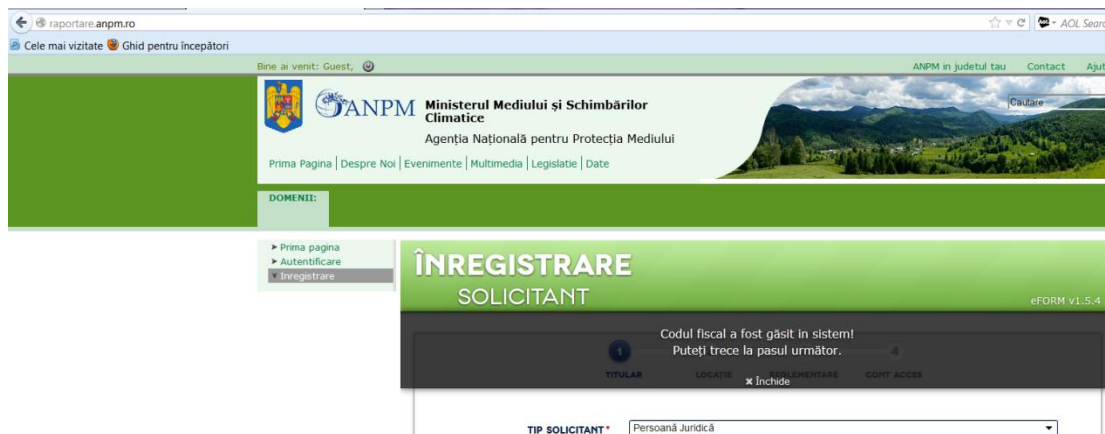 raportare.anpm.ro
AOL Searc
Cele mai vizitate Ghid pentru începători
Bine ai venit: Guest,
ANPM in judetul tau Contact Ajut
ANPM
Ministerul Mediului și Schimbărilor
Climatice
Agenția Națională pentru Protecția Mediului
Cautare
Prima Pagina | Despre Noi | Evenimente | Multimedia | Legislatie | Date
DOMENII:
Prima pagina
Autentificare
Inregistrare
ÎNREGISTRARE
SOLICITANT
eFORM v1.5.4
Codul fiscal a fost găsit in sistem!
Puteți trece la pasul următor.
1 4
TITULAR LOCAȚIE REGLEMENTARE CONT ACCES
✖ Închide
TIP SOLICITANT* Persoană Juridică